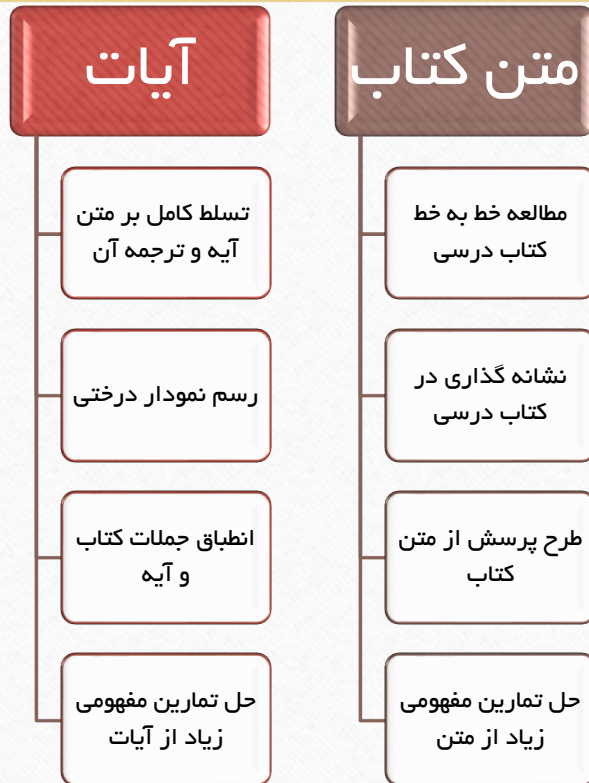 متن کتاب
مطالعه خط به خط
کتاب درسی
نشانه گذاری در
کتاب درسی
طرح پرسش از متن
کتاب
حل تمارین مفهومی
زیاد از متن
آیات
تسلط کامل بر متن
آیه و ترجمه آن
رسم نمودار درختی
انطباق جملات کتاب
و آیه
حل تمارین مفهومی
زیاد از آیات